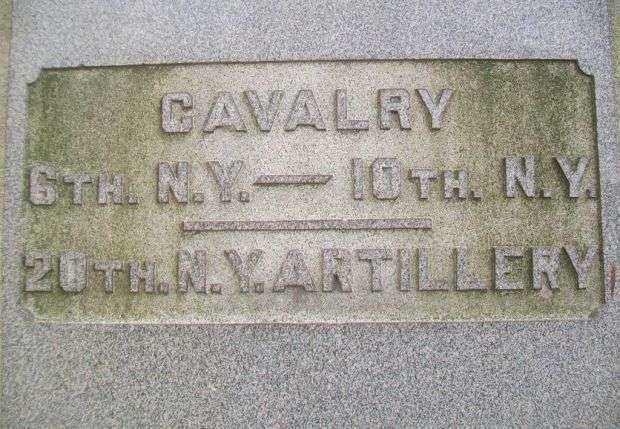 CAVALRY
6TH. N.Y. — 10TH. N.Y.
20TH. N.Y. ARTILLERY